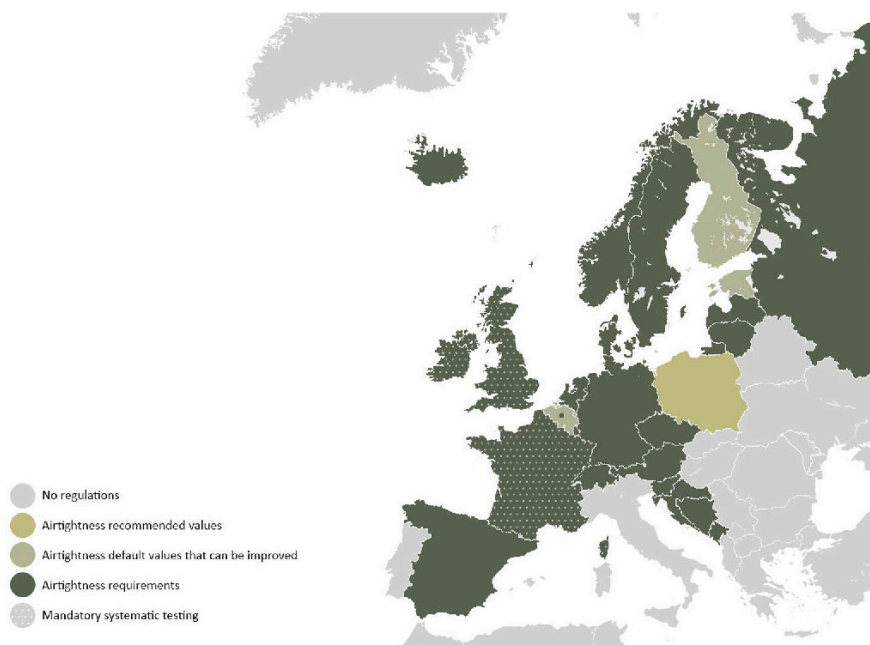 No regulations
Airtightness recommended values
Airtightness default values that can be improved
Airtightness requirements
Mandatory systematic testing